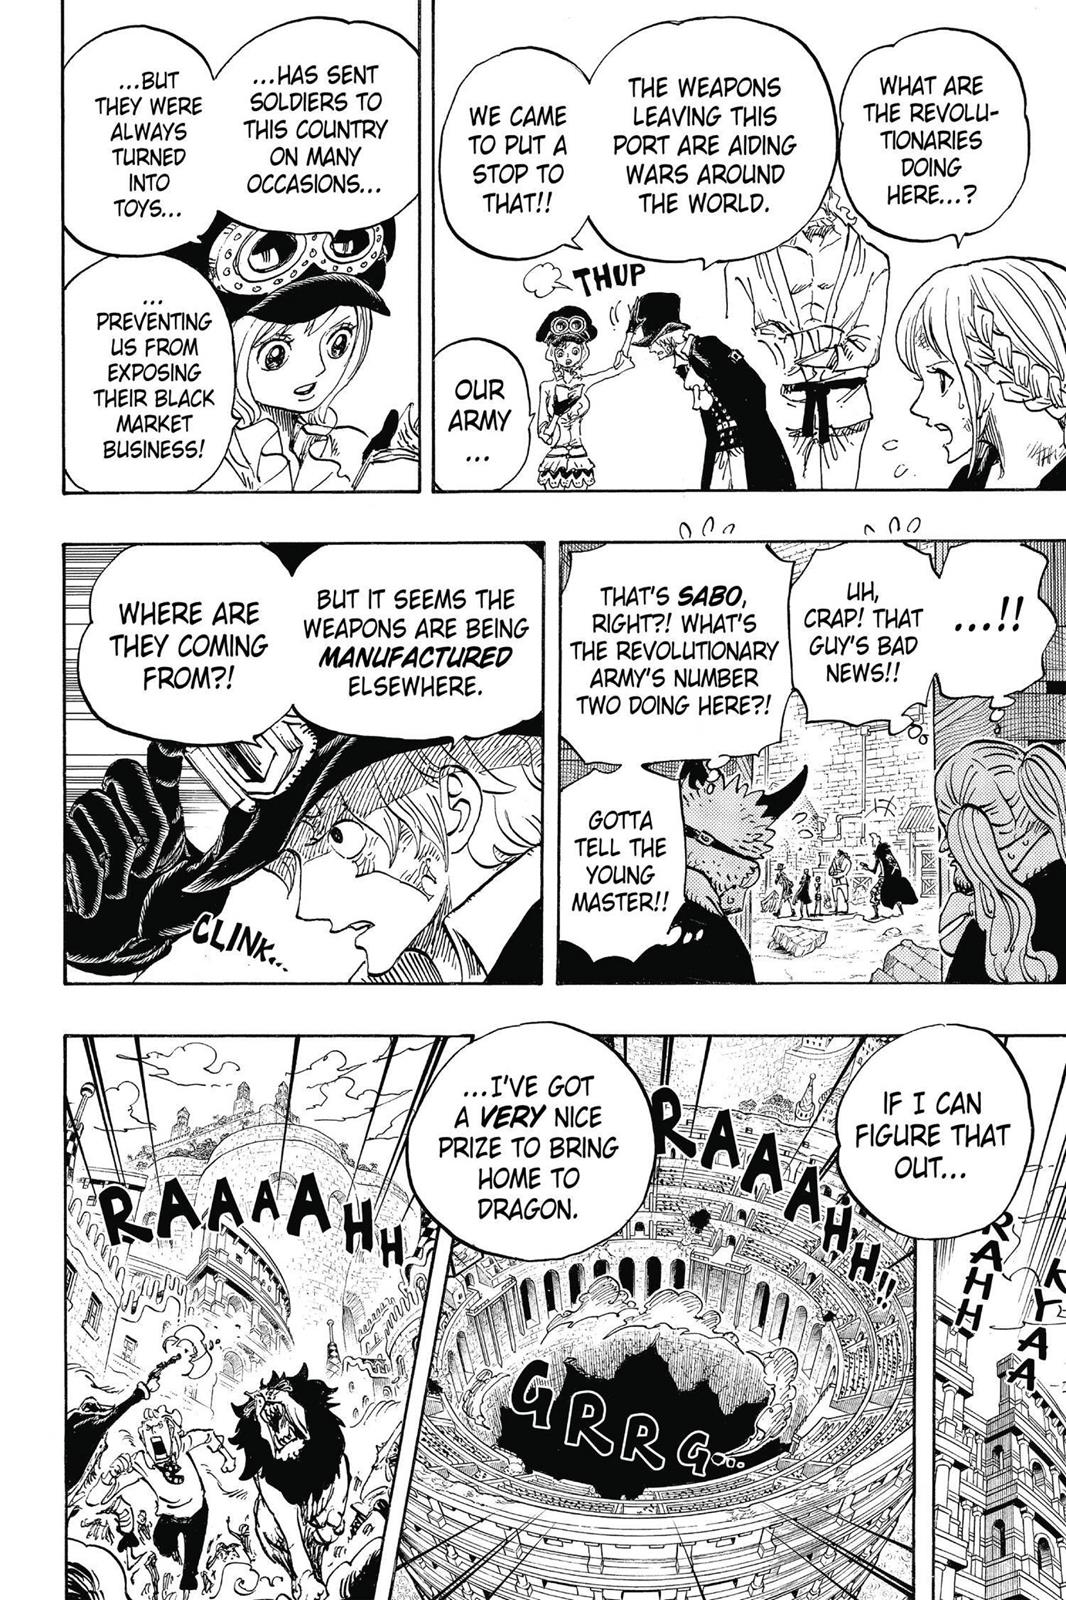 WHAT ARE
THE REVOLU-
TIONARIES
DOING
HERE...?
THE WEAPONS
LEAVING THIS
PORT ARE AIDING
WARS AROUND
THE WORLD.
WE CAME
TO PUT A
STOP TO
THAT!!
THUP
OUR
ARMY
...
...HAS SENT
SOLDIERS TO
THIS COUNTRY
ON MANY
OCCASIONS...
...BUT
THEY WERE
ALWAYS
TURNED
INTO
TOYS...
...
PREVENTING
US FROM
EXPOSING
THEIR BLACK
MARKET
BUSINESS!
...!!
UH,
CRAP! THAT
GUY'S BAD
NEWS!!
THAT'S SABO,
RIGHT?! WHAT'S
THE REVOLUTIONARY
ARMY'S NUMBER
TWO DOING HERE?!
GOTTA
TELL THE
YOUNG
MASTER!!
BUT IT SEEMS THE
WEAPONS ARE BEING
MANUFACTURED
ELSEWHERE.
WHERE ARE
THEY COMING
FROM?!
CLINK...
IF I CAN
FIGURE THAT
OUT...
KYAA
RAHH
RAAAAHH!!
GRRRG...
...I'VE GOT
A VERY NICE
PRIZE TO BRING
HOME TO
DRAGON.
RAAAAHH